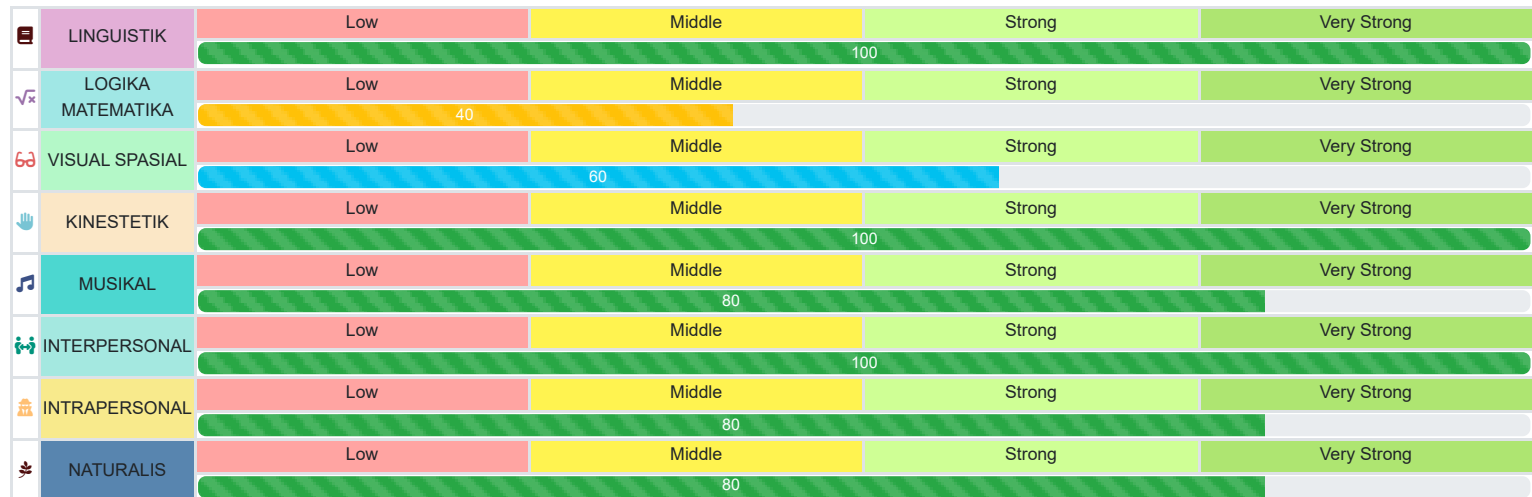 LINGUISTIK
Low Middle Strong Very Strong
100
LOGIKA
MATEMATIKA
Low Middle Strong Very Strong
40
VISUAL SPASIAL
Low Middle Strong Very Strong
60
KINESTETIK
Low Middle Strong Very Strong
100
MUSIKAL
Low Middle Strong Very Strong
80
INTERPERSONAL
Low Middle Strong Very Strong
100
INTRAPERSONAL
Low Middle Strong Very Strong
80
NATURALIS
Low Middle Strong Very Strong
80